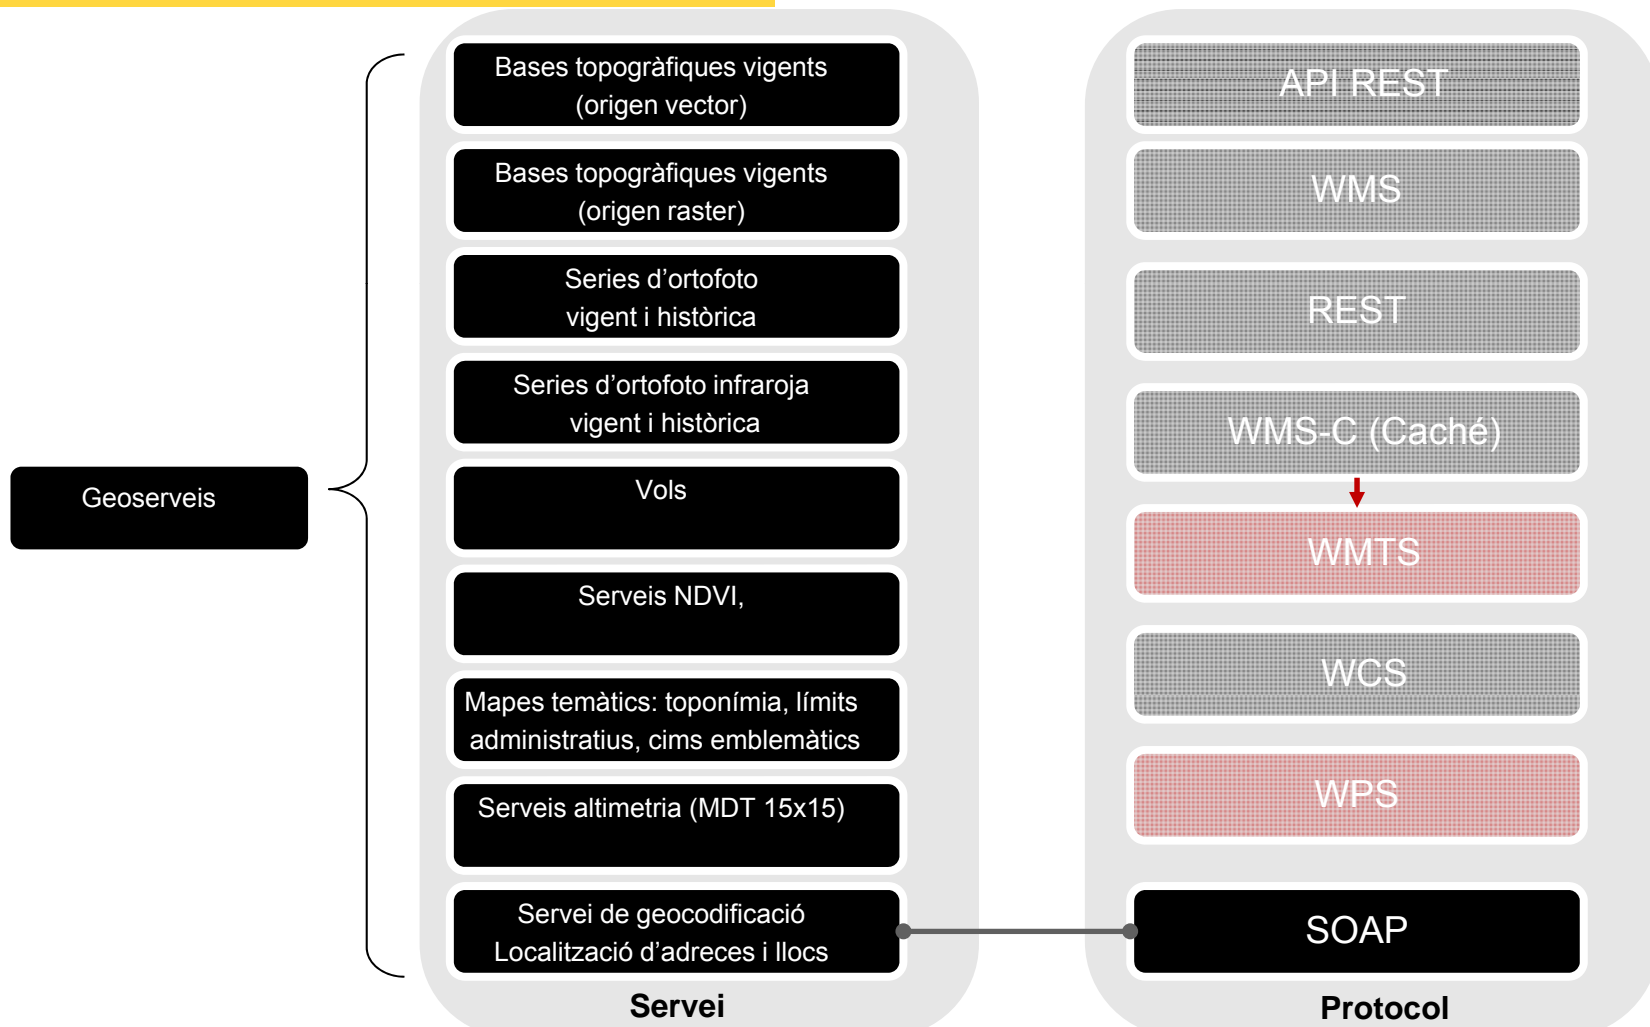 Geoserveis
Bases topogràfiques vigents
(origen vector)
Bases topogràfiques vigents
(origen raster)
Series d’ortofoto
vigent i històrica
Series d’ortofoto infraroja
vigent i històrica
Vols
Serveis NDVI,
Mapes temàtics: toponímia, límits
administratius, cims emblemàtics
Serveis altimetria (MDT 15x15)
Servei de geocodificació
Localització d’adreces i llocs
Servei
API REST
WMS
REST
WMS-C (Caché)
WMTS
WCS
WPS
SOAP
Protocol